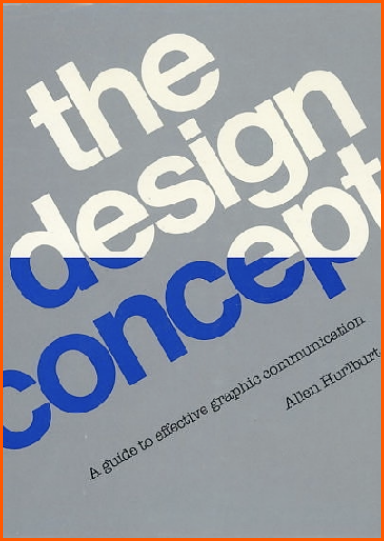 the
design
concept
A guide to effective graphic communication
Allen Hurlburt